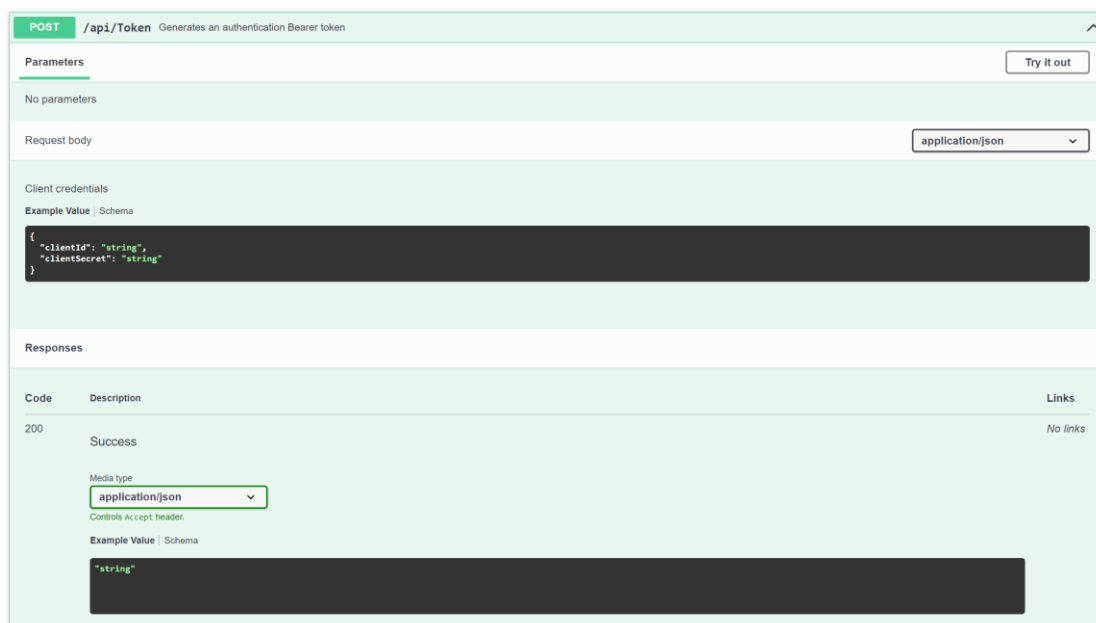 POST /api/Token Generates an authentication Bearer token
Parameters Try it out
No parameters
Request body application/json
Client credentials
Example Value | Schema
{
  "clientId": "string",
  "clientSecret": "string"
}
Responses
Code Description Links
200 Success No links
Media type
application/json
Controls Accept header.
Example Value | Schema
"string"